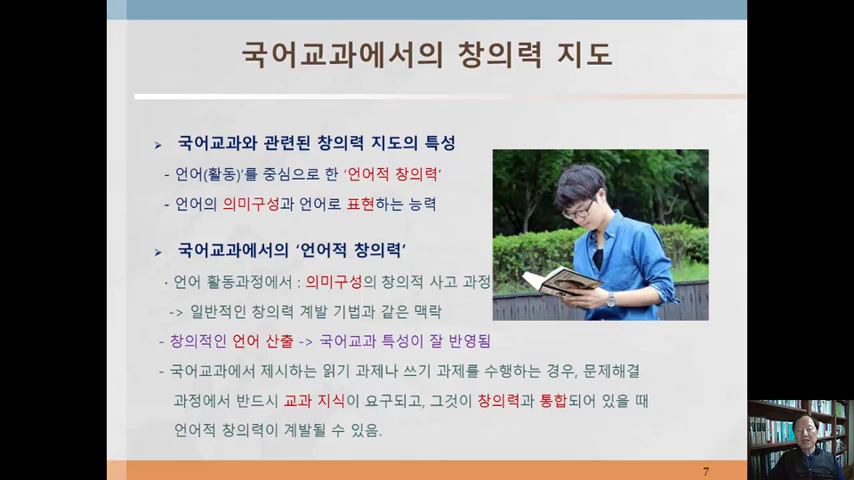 국어교과에서의 창의력 지도
➢ 국어교과와 관련된 창의력 지도의 특성
- 언어(활동)'를 중심으로 한 '언어적 창의력'
- 언어의 의미구성과 언어로 표현하는 능력
➢ 국어교과에서의 '언어적 창의력'
· 언어 활동과정에서 : 의미구성의 창의적 사고 과정
-> 일반적인 창의력 계발 기법과 같은 맥락
- 창의적인 언어 산출 -> 국어교과 특성이 잘 반영됨
- 국어교과에서 제시하는 읽기 과제나 쓰기 과제를 수행하는 경우, 문제해결
과정에서 반드시 교과 지식이 요구되고, 그것이 창의력과 통합되어 있을 때
언어적 창의력이 계발될 수 있음.
7